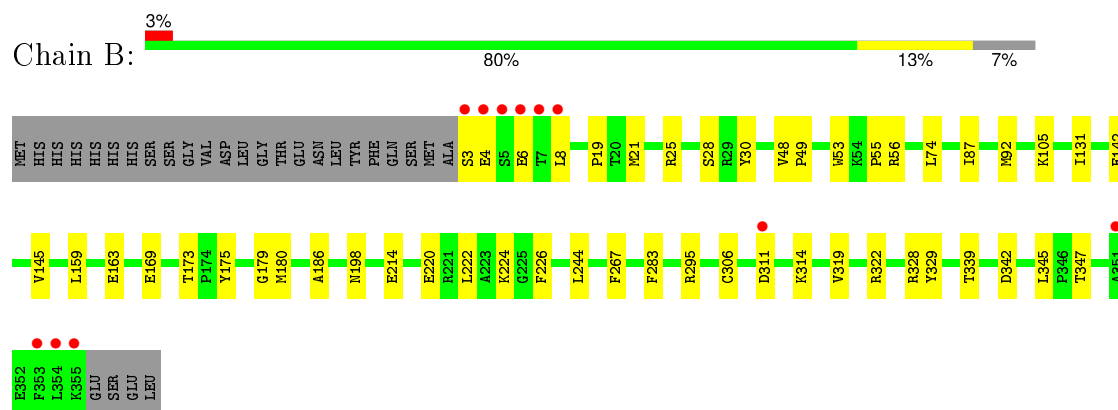 3%
Chain B:
80% 13% 7%
MET HIS HIS HIS HIS HIS HIS SER SER GLY VAL ASP LEU GLY THR GLU ASN LEU TYR PHE GLN SER MET ALA S3 E4 S5 E6 T7 L8 P19 T20 M21 R25 S28 R29 Y30 V48 P49 W53 K54 P55 R56 L74 I87 M92 K105 I131
V145 L159 E163 E169 T173 P174 Y175 G179 M180 A186 N198 E214 E220 R221 L222 A223 K224 G225 F226 L244 F267 F283 R295 C306 D311 K314 V319 R322 R328 Y329 T339 D342 L345 P346 T347 A351
E352 F353 L354 K355 GLU SER GLU LEU